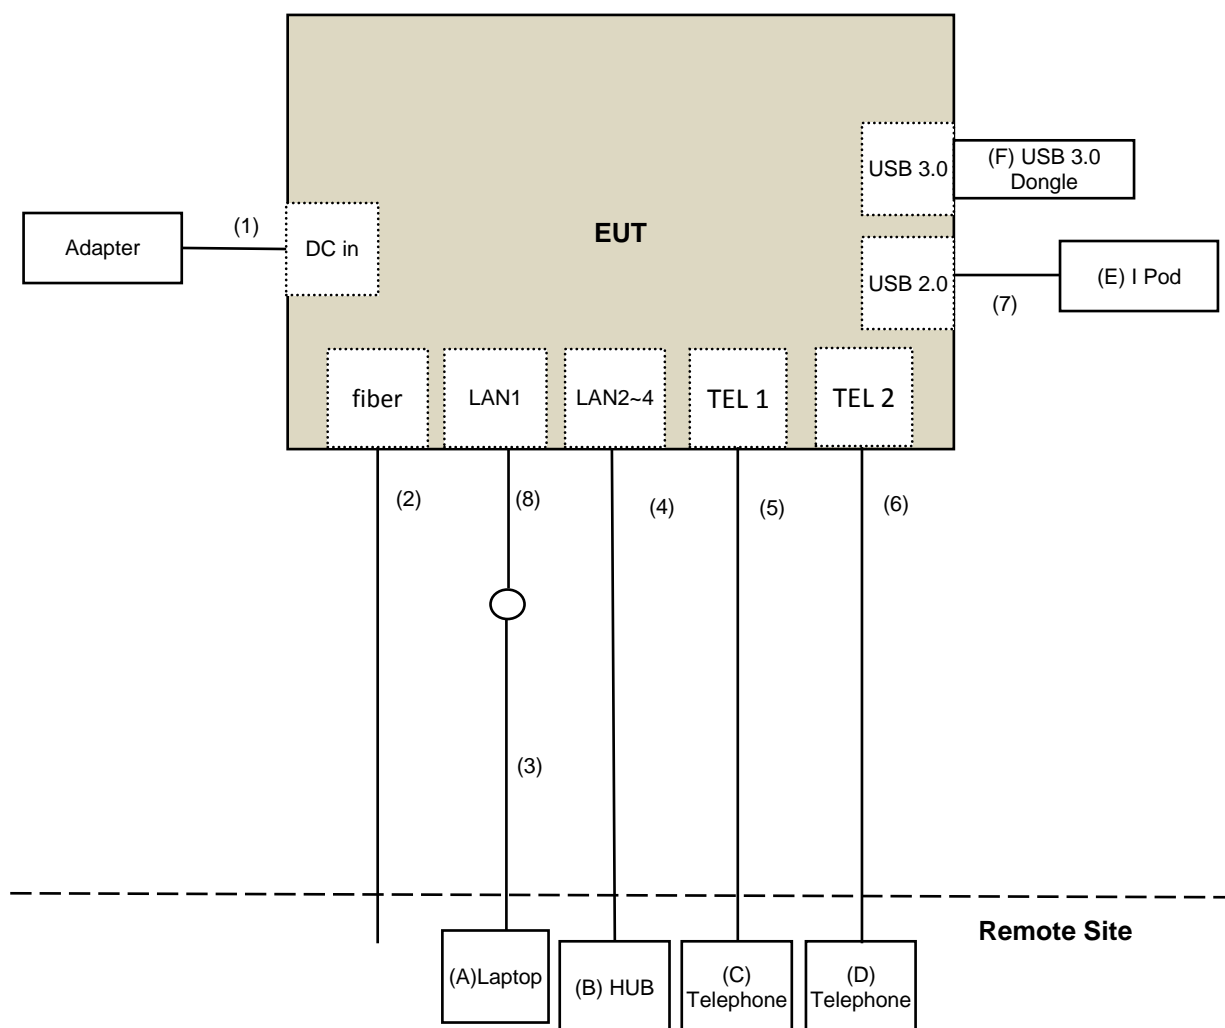 USB 3.0
(F) USB 3.0
Dongle
Adapter
(1)
DC in
EUT
USB 2.0
(7)
(E) I Pod
fiber
LAN1
LAN2~4
TEL 1
TEL 2
(2)
(8)
(4)
(5)
(6)
(3)
Remote Site
(A)Laptop
(B) HUB
(C)
Telephone
(D)
Telephone